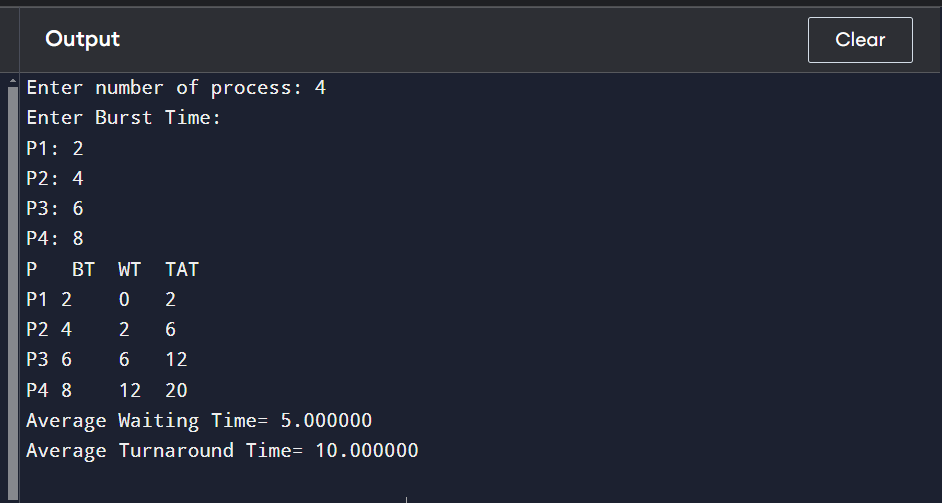 Output
Clear
Enter number of process: 4
Enter Burst Time:
P1: 2
P2: 4
P3: 6
P4: 8
P   BT  WT  TAT
P1 2    0   2
P2 4    2   6
P3 6    6   12
P4 8    12  20
Average Waiting Time= 5.000000
Average Turnaround Time= 10.000000